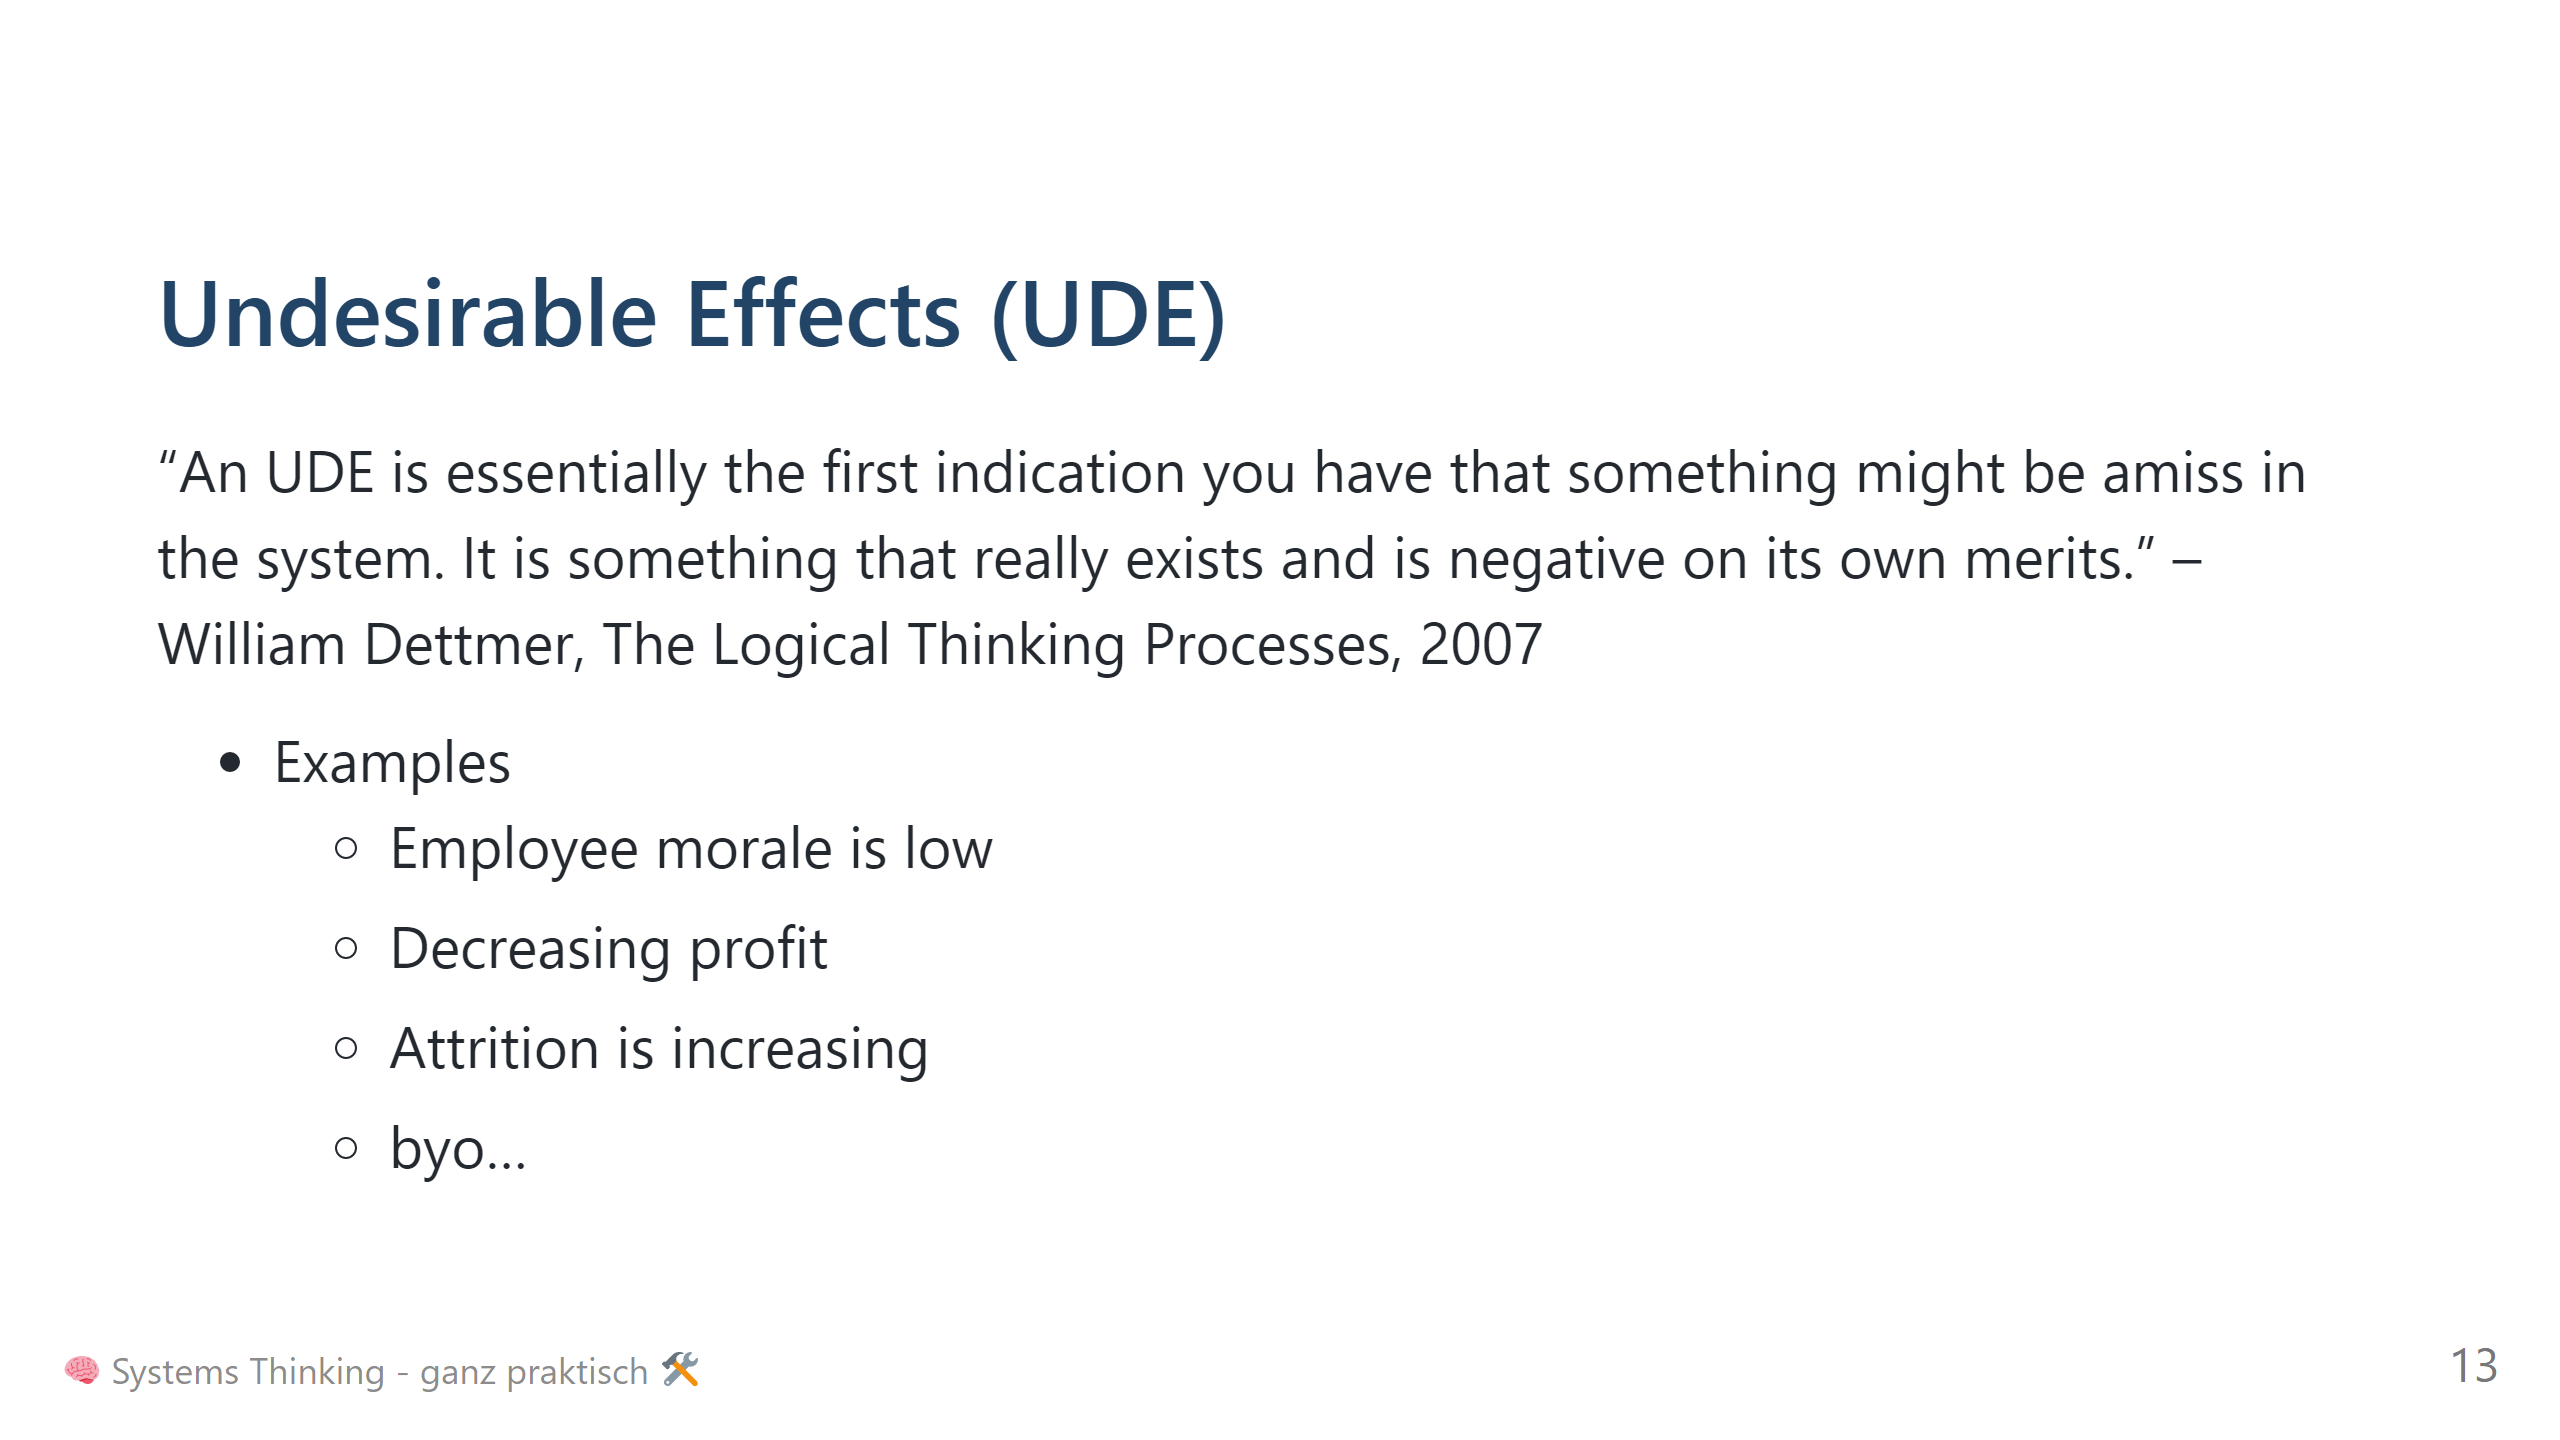 Undesirable Effects (UDE)
“An UDE is essentially the first indication you have that something might be amiss in
the system. It is something that really exists and is negative on its own merits.” –
William Dettmer, The Logical Thinking Processes, 2007
• Examples
○ Employee morale is low
○ Decreasing profit
○ Attrition is increasing
○ byo...
🧠 Systems Thinking - ganz praktisch 🛠️
13